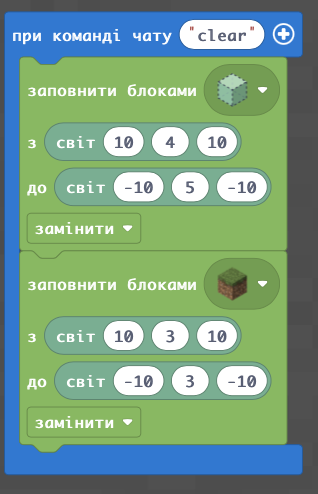 при команді чату "clear"
заповнити блоками
з світ 10 4 10
до світ -10 5 -10
замінити
заповнити блоками
з світ 10 3 10
до світ -10 3 -10
замінити